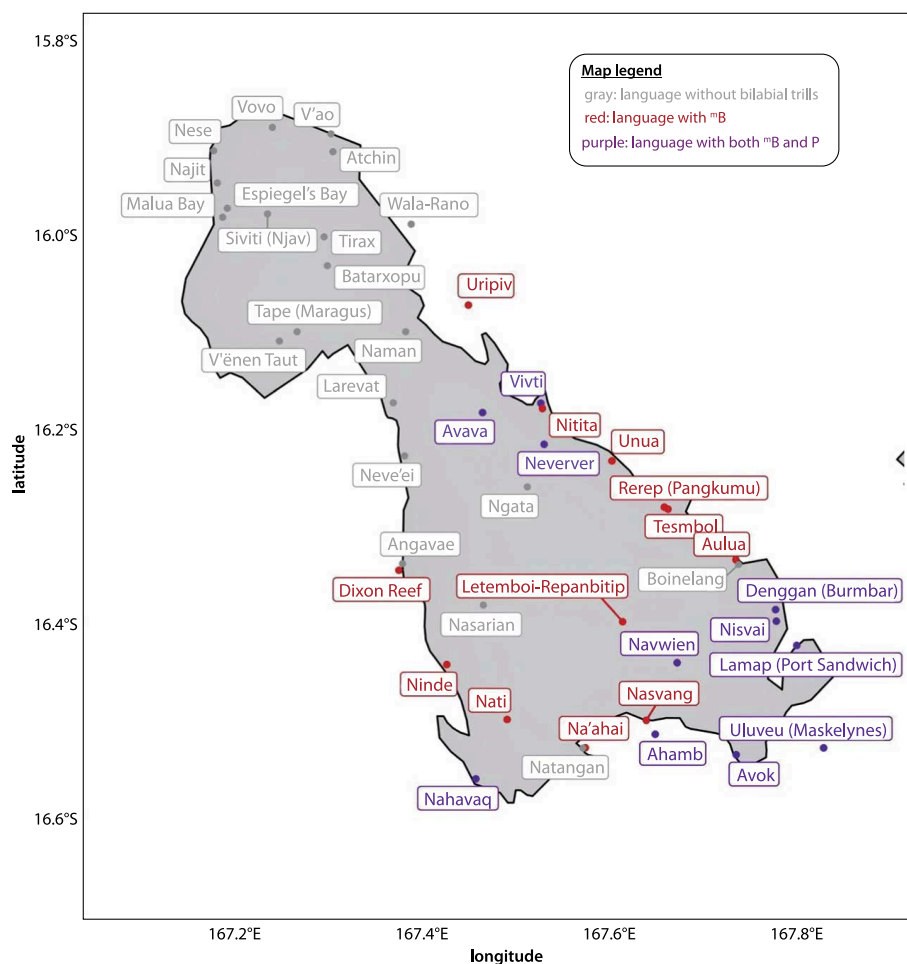 15.8°S
Map legend
gray: language without bilabial trills
red: language with ᵐB
purple: language with both ᵐB and P
Vovo
V'ao
Nese
Atchin
Najit
Espiegel's Bay
Malua Bay
Wala-Rano
16.0°S
Siviti (Njav)
Tirax
Batarxopu
Uripiv
Tape (Maragus)
V'ënen Taut
Naman
Larevat
Vivti
16.2°S
Avava
Nitita
Unua
Neverver
Neve'ei
Ngata
Rerep (Pangkumu)
Tesmbol
Angavae
Aulua
Boinelang
Dixon Reef
Letemboi-Repanbitip
Denggan (Burmbar)
16.4°S
Nasarian
Navwien
Nisvai
Lamap (Port Sandwich)
Ninde
Nati
Nasvang
Na'ahai
Uluveu (Maskelynes)
Natangan
Ahamb
Avok
Nahavaq
16.6°S
latitude
167.2°E
167.4°E
167.6°E
167.8°E
longitude